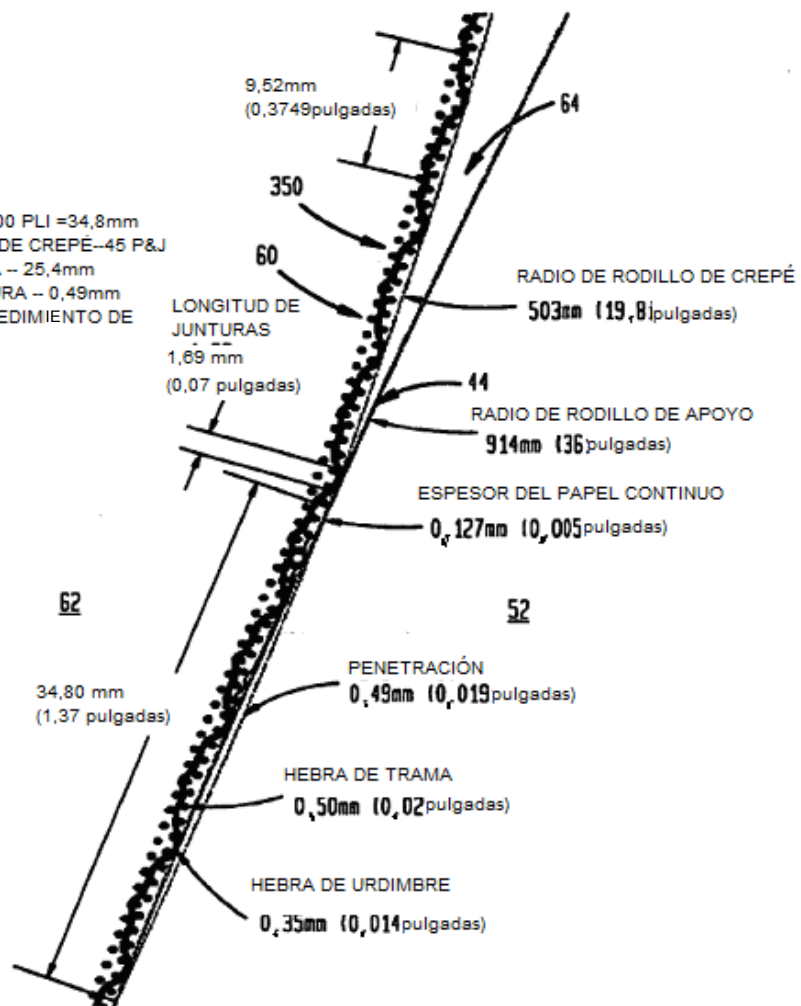 9,52mm
(0,3749pulgadas)
64
350
00 PLI =34,8mm
DE CREPÉ--45 P&J
-- 25,4mm
URA -- 0,49mm
EDIMIENTO DE
60
RADIO DE RODILLO DE CREPÉ
503mm (19,8pulgadas)
LONGITUD DE
JUNTURAS
1,69 mm
(0,07 pulgadas)
44
RADIO DE RODILLO DE APOYO
914mm (36 pulgadas)
ESPESOR DEL PAPEL CONTINUO
0,127mm (0,005pulgadas)
62
52
PENETRACIÓN
0,49mm (0,019pulgadas)
34,80 mm
(1,37 pulgadas)
HEBRA DE TRAMA
0,50mm (0,02pulgadas)
HEBRA DE URDIMBRE
0,35mm (0,014pulgadas)